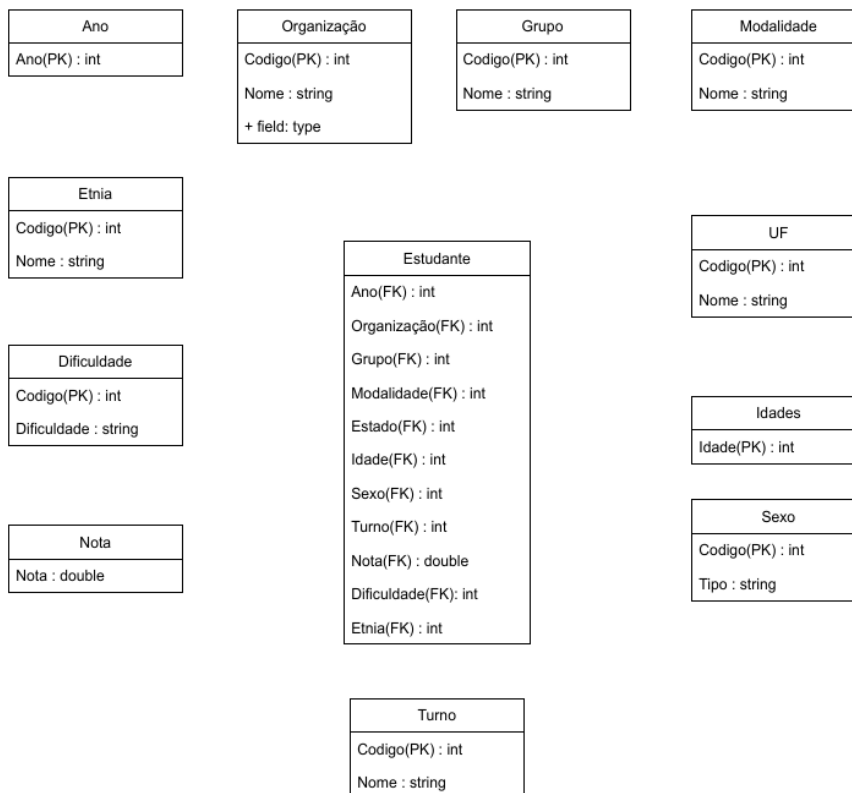 Ano
Ano(PK) : int
Organização
Codigo(PK) : int
Nome : string
+ field: type
Grupo
Codigo(PK) : int
Nome : string
Modalidade
Codigo(PK) : int
Nome : string
Etnia
Codigo(PK) : int
Nome : string
UF
Codigo(PK) : int
Nome : string
Estudante
Ano(FK) : int
Organização(FK) : int
Grupo(FK) : int
Modalidade(FK) : int
Estado(FK) : int
Idade(FK) : int
Sexo(FK) : int
Turno(FK) : int
Nota(FK) : double
Dificuldade(FK): int
Etnia(FK) : int
Dificuldade
Codigo(PK) : int
Dificuldade : string
Idades
Idade(PK) : int
Sexo
Codigo(PK) : int
Tipo : string
Nota
Nota : double
Turno
Codigo(PK) : int
Nome : string